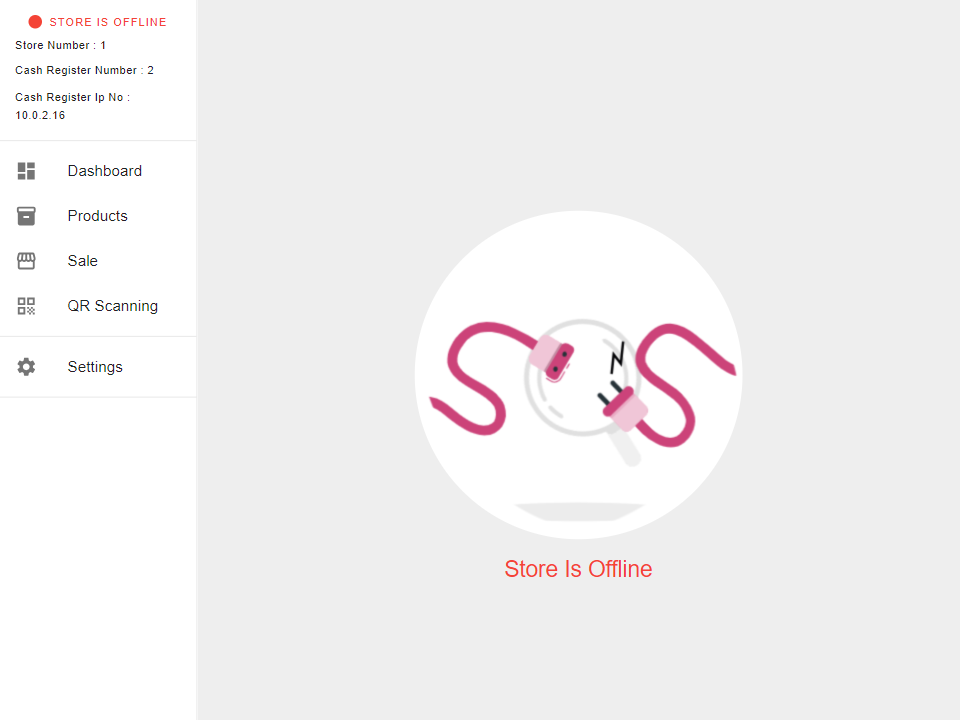 STORE IS OFFLINE
Store Number : 1
Cash Register Number : 2
Cash Register Ip No :
10.0.2.16
Dashboard
Products
Sale
QR Scanning
Settings
Store Is Offline